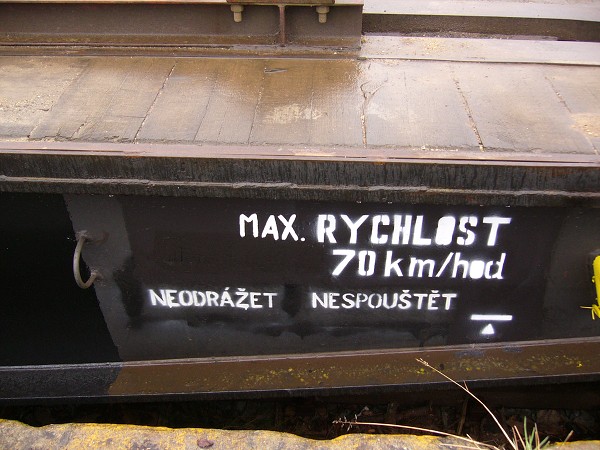 MAX. RYCHLOST
70 km/hod
NEODRÁŽET NESPOUŠTĚT